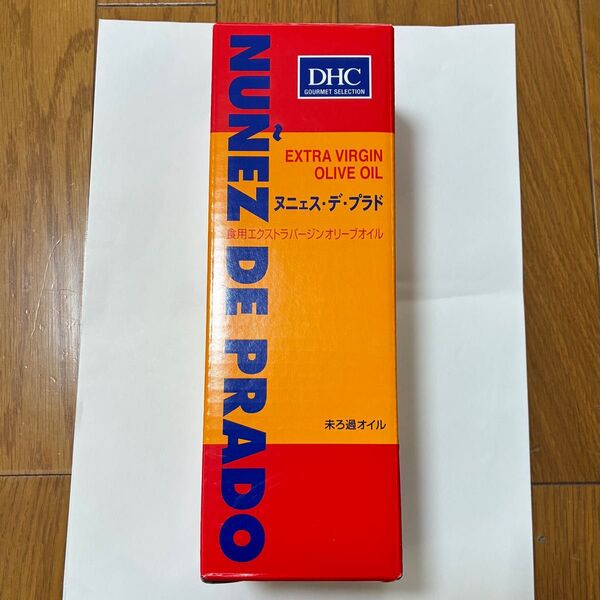 NUÑEZ DE PRADO
DHC
GOURMET SELECTION
EXTRA VIRGIN
OLIVE OIL
ヌニェス・デ・プラド
食用エクストラバージンオリーブオイル
未ろ過オイル